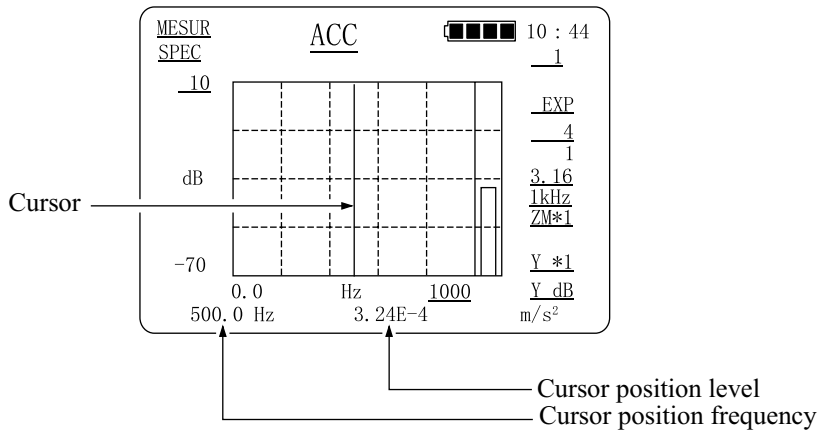 MESUR
SPEC
ACC
10 : 44
1
10
EXP
4
1
dB
3.16
1kHz
ZM*1
Cursor
-70
Y *1
0.0 Hz 1000
Y dB
500.0 Hz 3.24E-4 m/s²
Cursor position level
Cursor position frequency